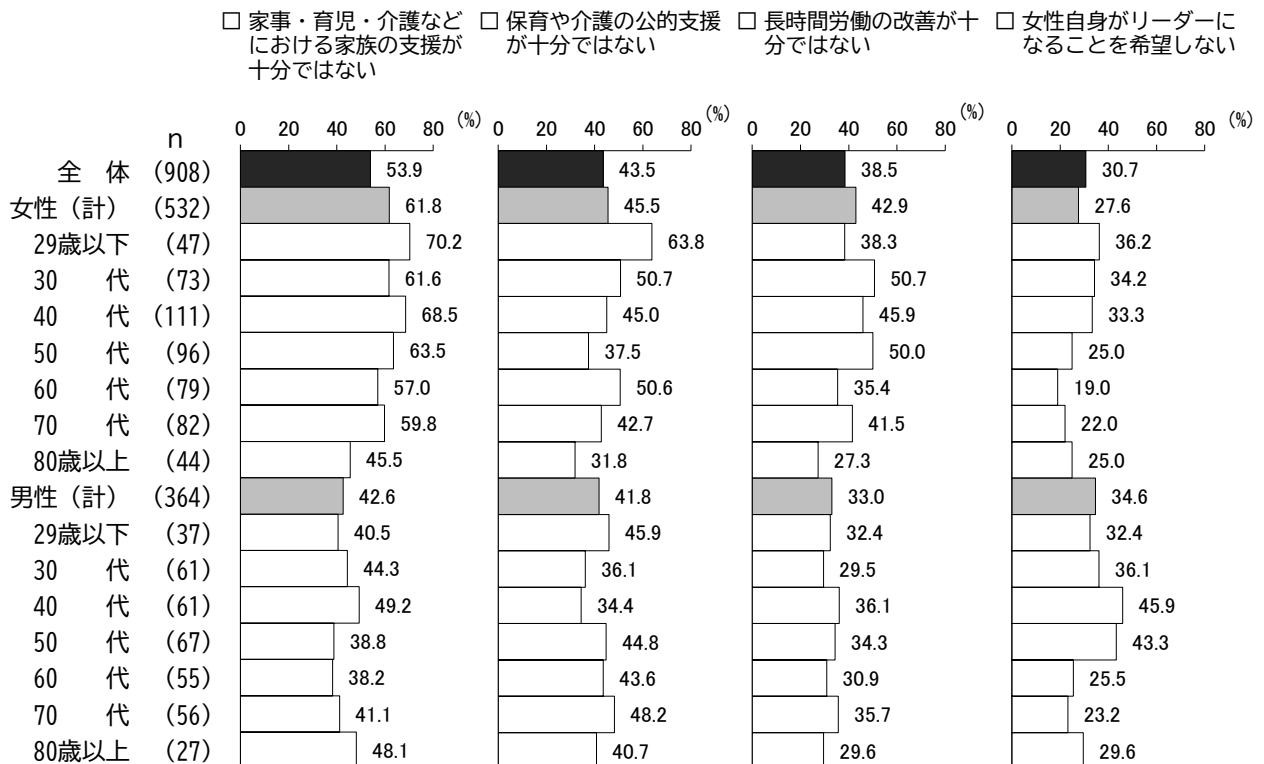 □ 家事・育児・介護など
における家族の支援が
十分ではない
□ 保育や介護の公的支援
が十分ではない
□ 長時間労働の改善が十
分ではない
□ 女性自身がリーダーに
なることを希望しない
n
0 20 40 60 80 (%) 0 20 40 60 80 (%) 0 20 40 60 80 (%) 0 20 40 60 80 (%)
全 体 (908) 53.9 43.5 38.5 30.7
女性（計） (532) 61.8 45.5 42.9 27.6
29歳以下 (47) 70.2 63.8 38.3 36.2
30 代 (73) 61.6 50.7 50.7 34.2
40 代 (111) 68.5 45.0 45.9 33.3
50 代 (96) 63.5 37.5 50.0 25.0
60 代 (79) 57.0 50.6 35.4 19.0
70 代 (82) 59.8 42.7 41.5 22.0
80歳以上 (44) 45.5 31.8 27.3 25.0
男性（計） (364) 42.6 41.8 33.0 34.6
29歳以下 (37) 40.5 45.9 32.4 32.4
30 代 (61) 44.3 36.1 29.5 36.1
40 代 (61) 49.2 34.4 36.1 45.9
50 代 (67) 38.8 44.8 34.3 43.3
60 代 (55) 38.2 43.6 30.9 25.5
70 代 (56) 41.1 48.2 35.7 23.2
80歳以上 (27) 48.1 40.7 29.6 29.6